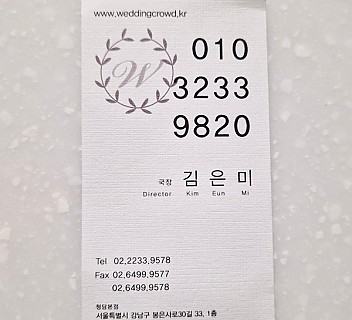 www.weddingcrowd.kr
W
010
3233
9820
국장 김 은 미
Director Kim Eun Mi
Tel 02,2233,9578
Fax 02,6499,9577
02,6499,9578
청담본점
서울특별시 강남구 봉은사로30길 33, 1층